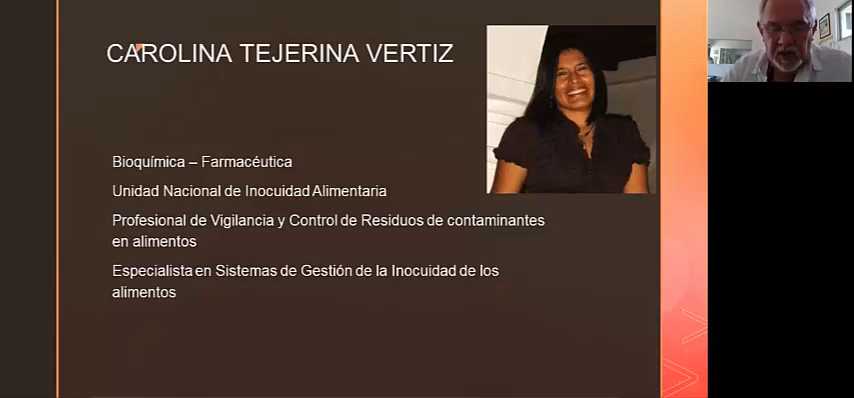 CAROLINA TEJERINA VERTIZ
Bioquímica – Farmacéutica
Unidad Nacional de Inocuidad Alimentaria
Profesional de Vigilancia y Control de Residuos de contaminantes
en alimentos
Especialista en Sistemas de Gestión de la Inocuidad de los
alimentos